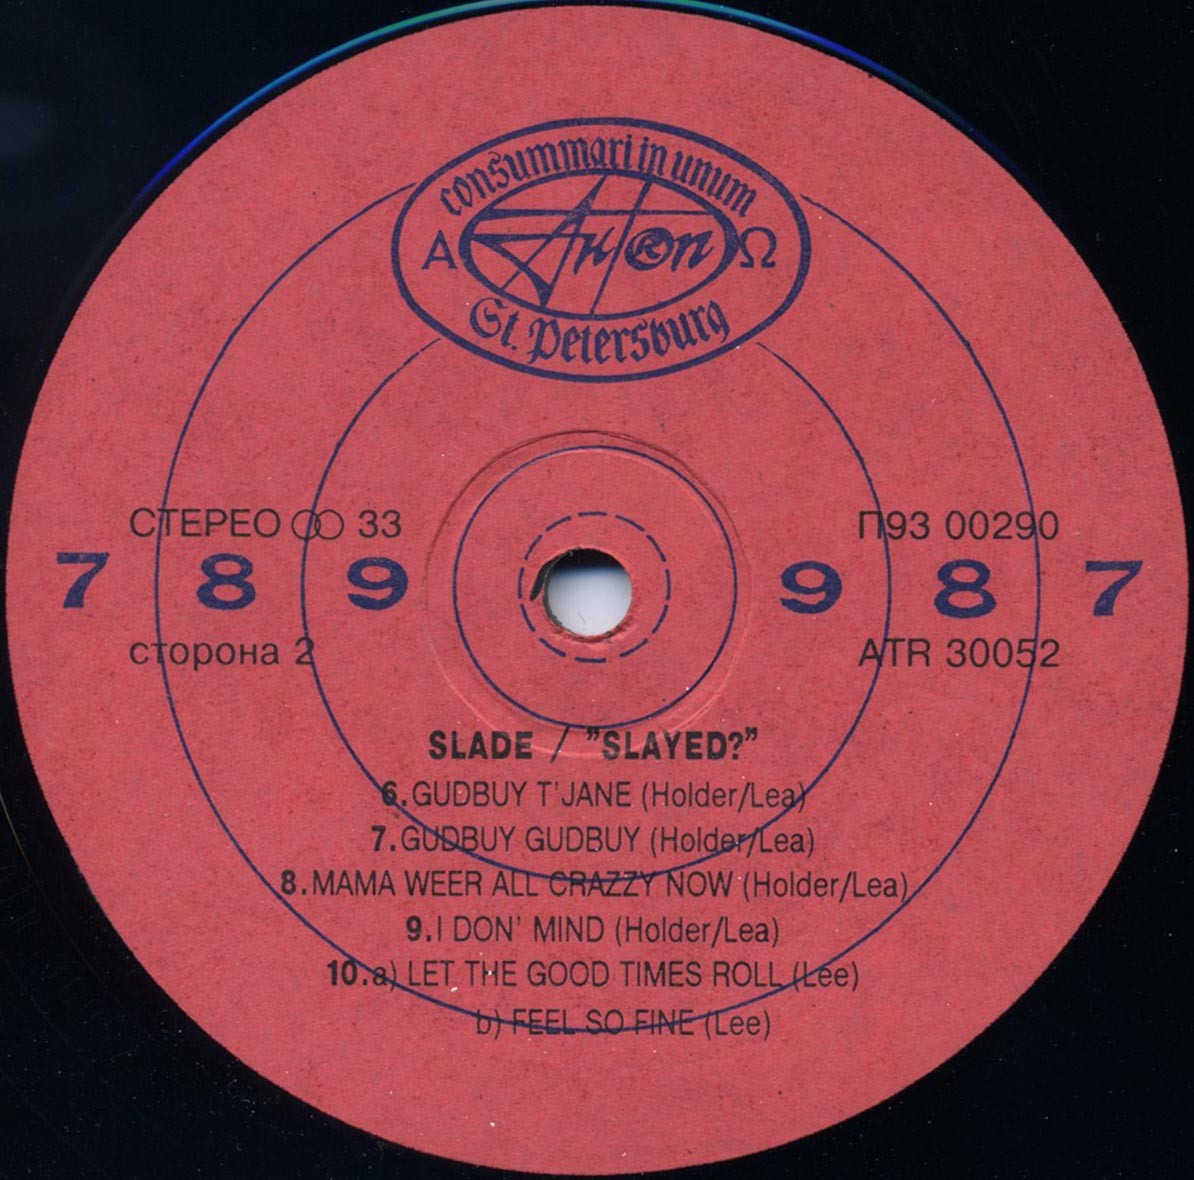 consummari in unum
Α AnTon Ω
St. Petersburg
СТЕРЕО 33
П93 00290
7 8 9 9 8 7
сторона 2
ATR 30052
SLADE / "SLAYED?"
6. GUDBUY T'JANE (Holder/Lea)
7. GUDBUY GUDBUY (Holder/Lea)
8. MAMA WEER ALL CRAZZY NOW (Holder/Lea)
9. I DON' MIND (Holder/Lea)
10. a) LET THE GOOD TIMES ROLL (Lee)
b) FEEL SO FINE (Lee)